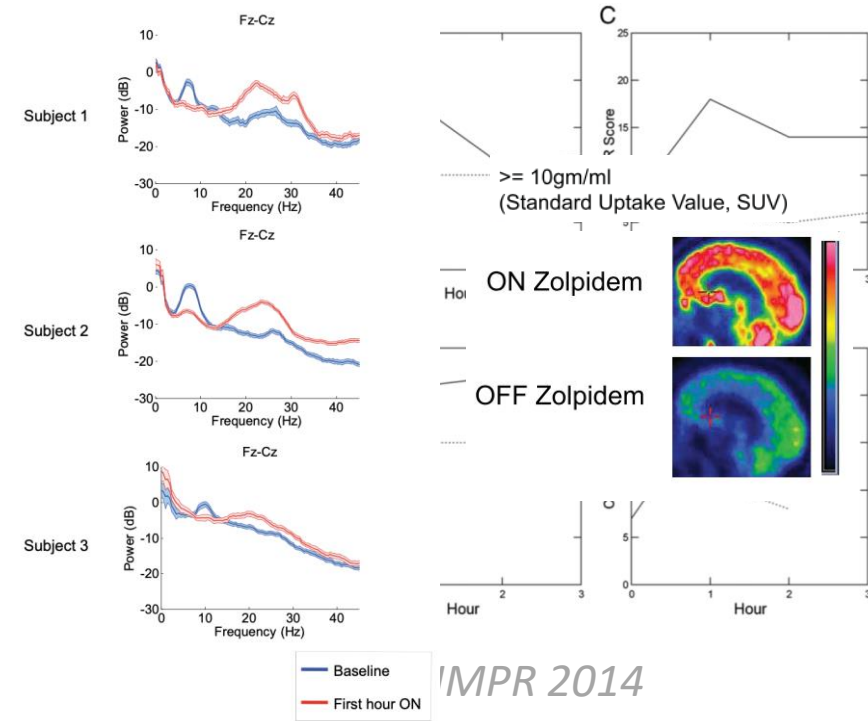 Fz-Cz
10
0
-10
-20
-30
Power (dB)
0 10 20 30 40
Frequency (Hz)
Subject 1
Fz-Cz
10
0
-10
-20
-30
Power (dB)
0 10 20 30 40
Frequency (Hz)
Subject 2
Fz-Cz
10
0
-10
-20
-30
Power (dB)
0 10 20 30 40
Frequency (Hz)
Subject 3
Baseline
First hour ON
C
25
20
15
R Score
3
>= 10gm/ml
(Standard Uptake Value, SUV)
ON Zolpidem
OFF Zolpidem
2 3
Hour
5
0
0 1 2 3
Hour
IMPR 2014